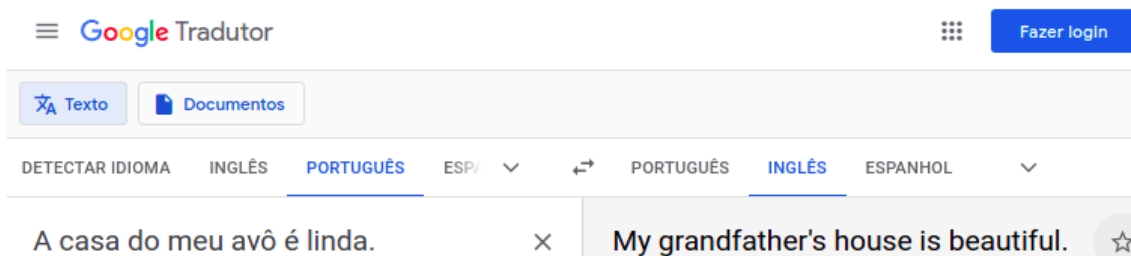 Google Tradutor Fazer login
Texto Documentos
DETECTAR IDIOMA INGLÊS PORTUGUÊS PORTUGUÊS INGLÊS ESPANHOL
A casa do meu avô é linda. My grandfather's house is beautiful.